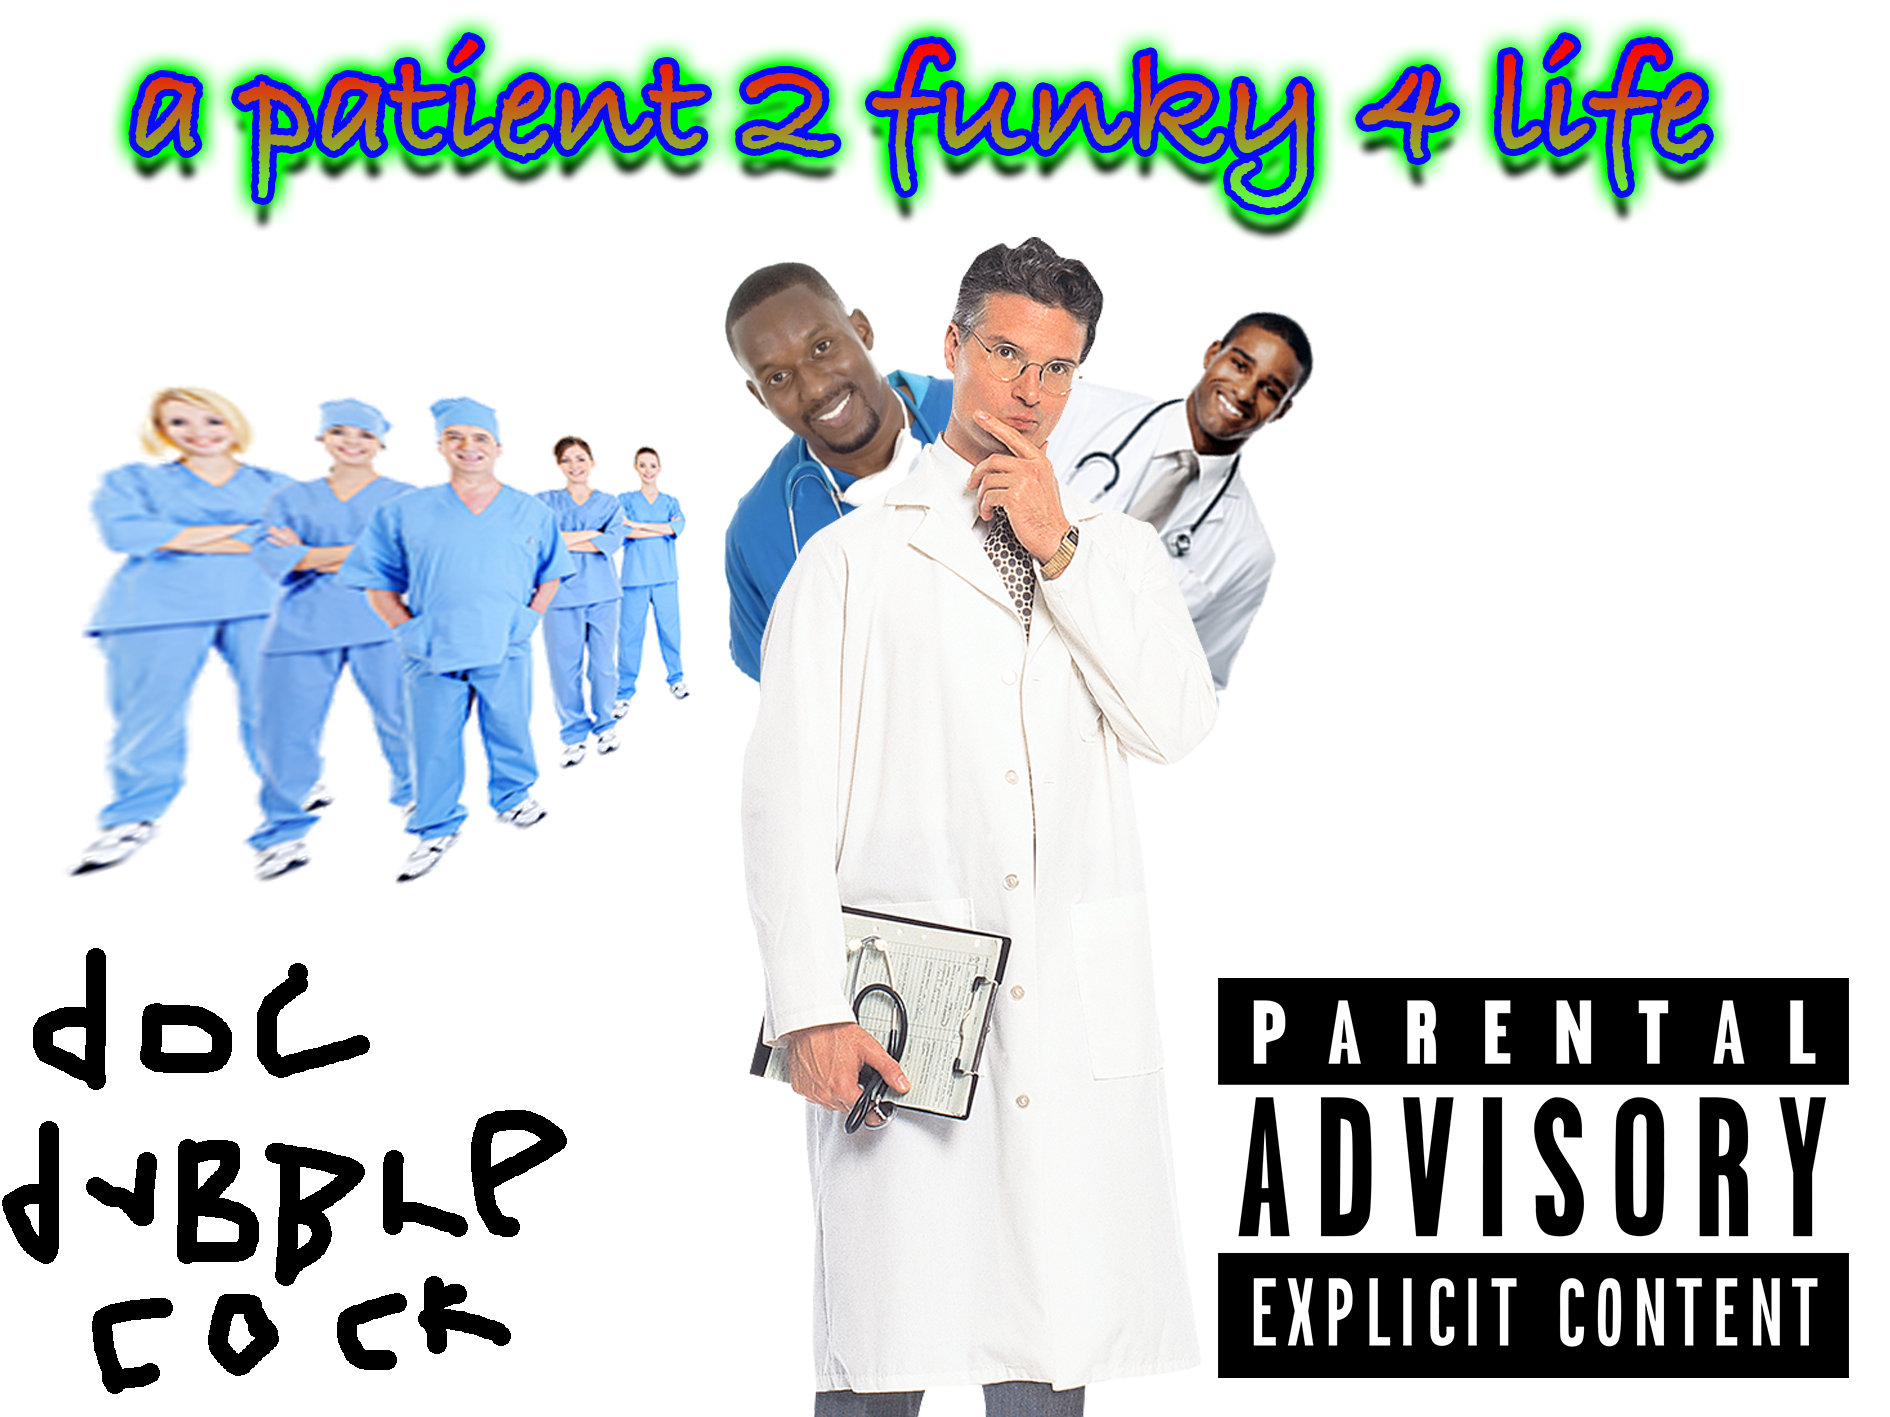 a patient 2 funky 4 life
doc
duBBLe
cock
PARENTAL
ADVISORY
EXPLICIT CONTENT